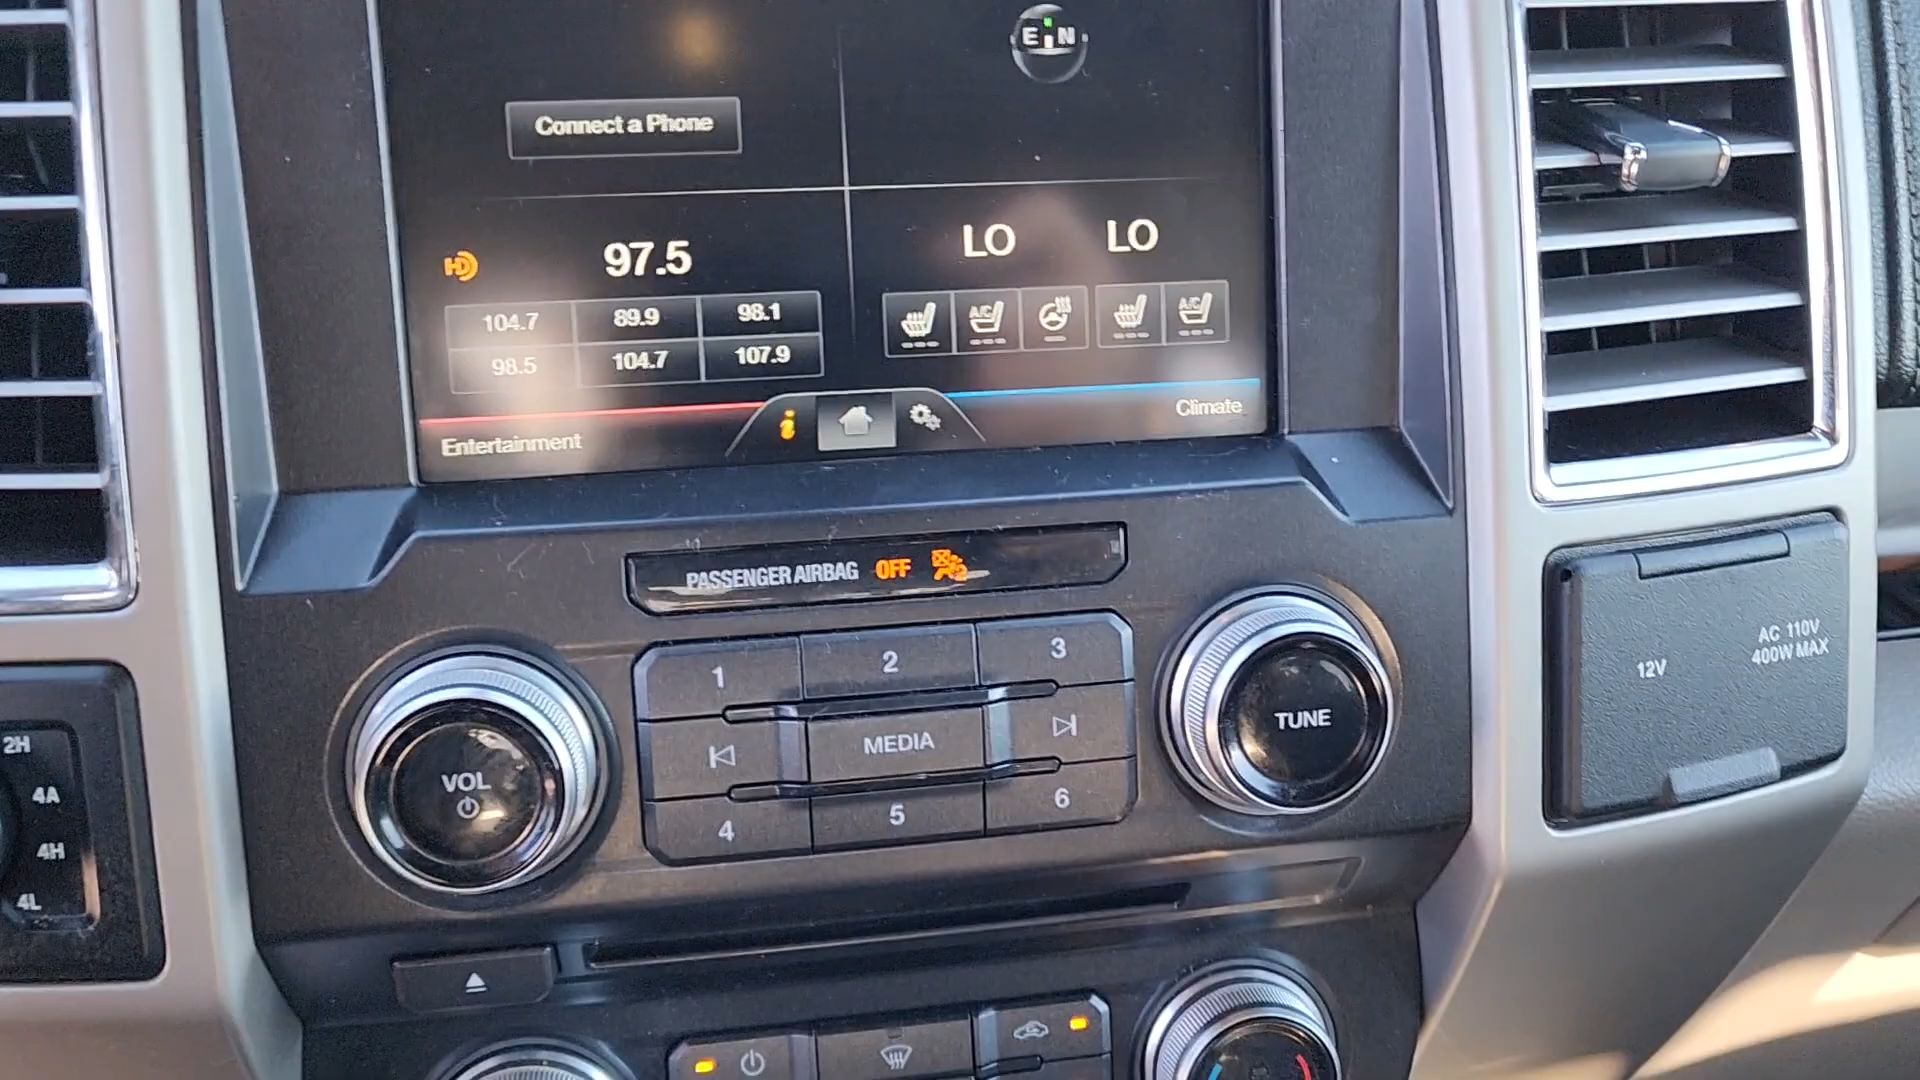 E N
Connect a Phone
HD
97.5
LO LO
104.7 89.9 98.1
98.5 104.7 107.9
A/C A/C
i
Entertainment
Climate
PASSENGER AIRBAG OFF
1 2 3
MEDIA
4 5 6
VOL
TUNE
12V
AC 110V
400W MAX
2H
4A
4H
4L